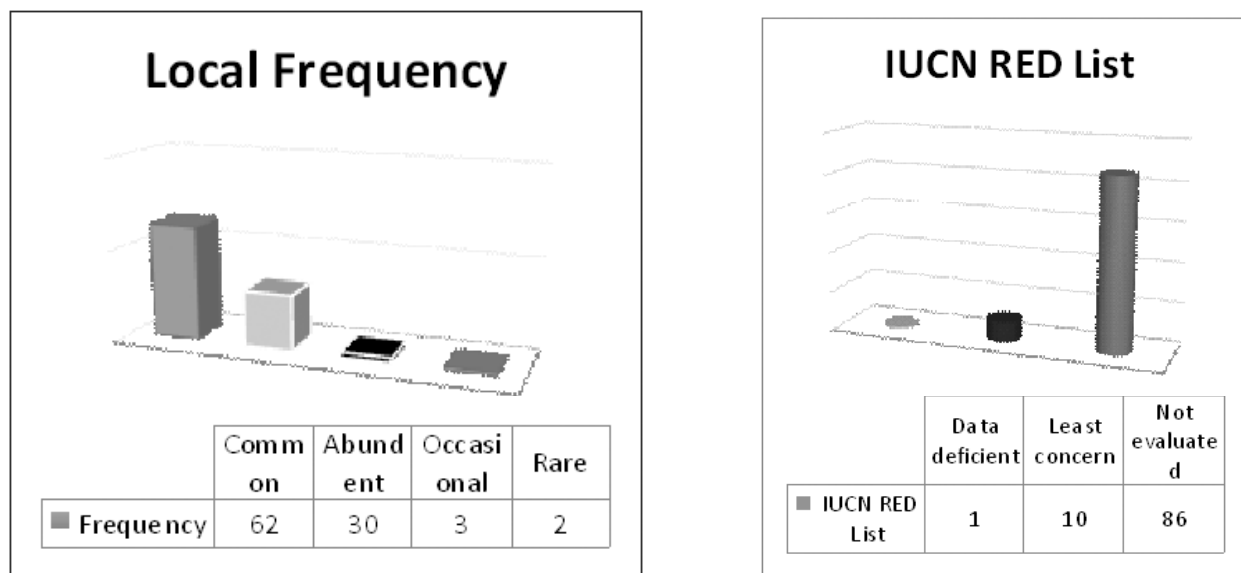 Local Frequency
Comm Abund Occasi Rare
on ent onal
Frequency 62 30 3 2
IUCN RED List
Data Least Not
deficient concern evaluate
d
IUCN RED 1 10 86
List